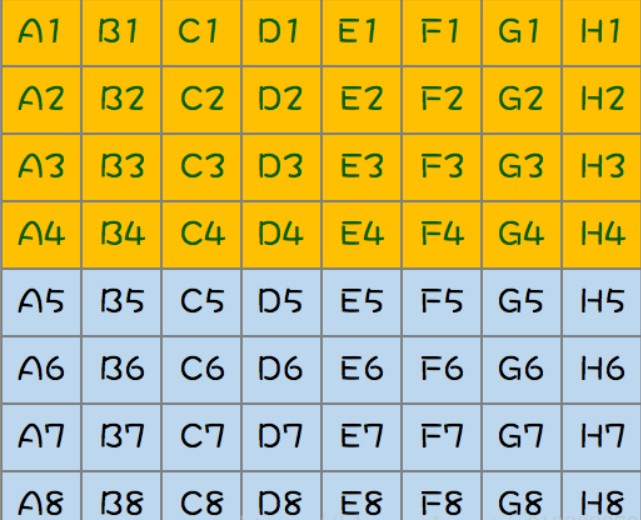 A1 B1 C1 D1 E1 F1 G1 H1
A2 B2 C2 D2 E2 F2 G2 H2
A3 B3 C3 D3 E3 F3 G3 H3
A4 B4 C4 D4 E4 F4 G4 H4
A5 B5 C5 D5 E5 F5 G5 H5
A6 B6 C6 D6 E6 F6 G6 H6
A7 B7 C7 D7 E7 F7 G7 H7
A8 B8 C8 D8 E8 F8 G8 H8